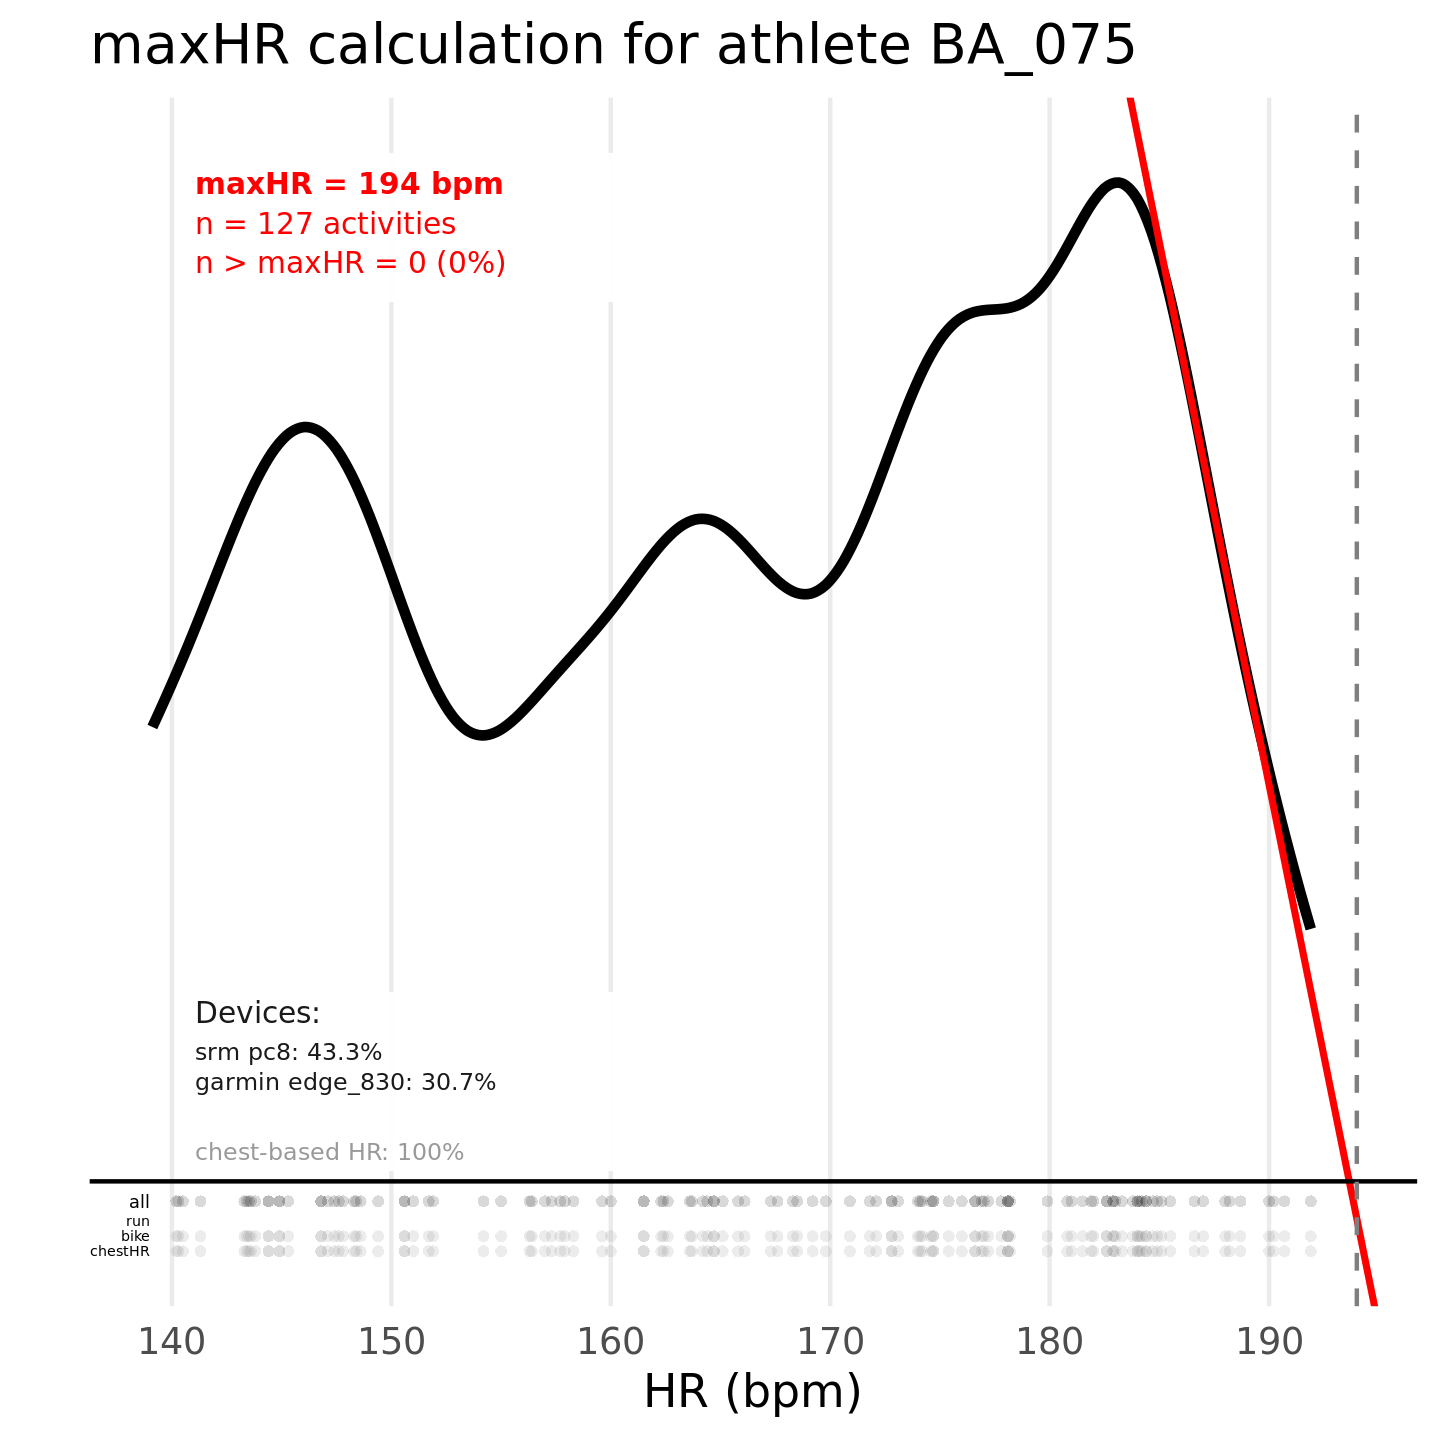 maxHR calculation for athlete BA_075
maxHR = 194 bpm
n = 127 activities
n > maxHR = 0 (0%)
Devices:
srm pc8: 43.3%
garmin edge_830: 30.7%
chest-based HR: 100%
all
run
bike
chestHR
140 150 160 170 180 190
HR (bpm)